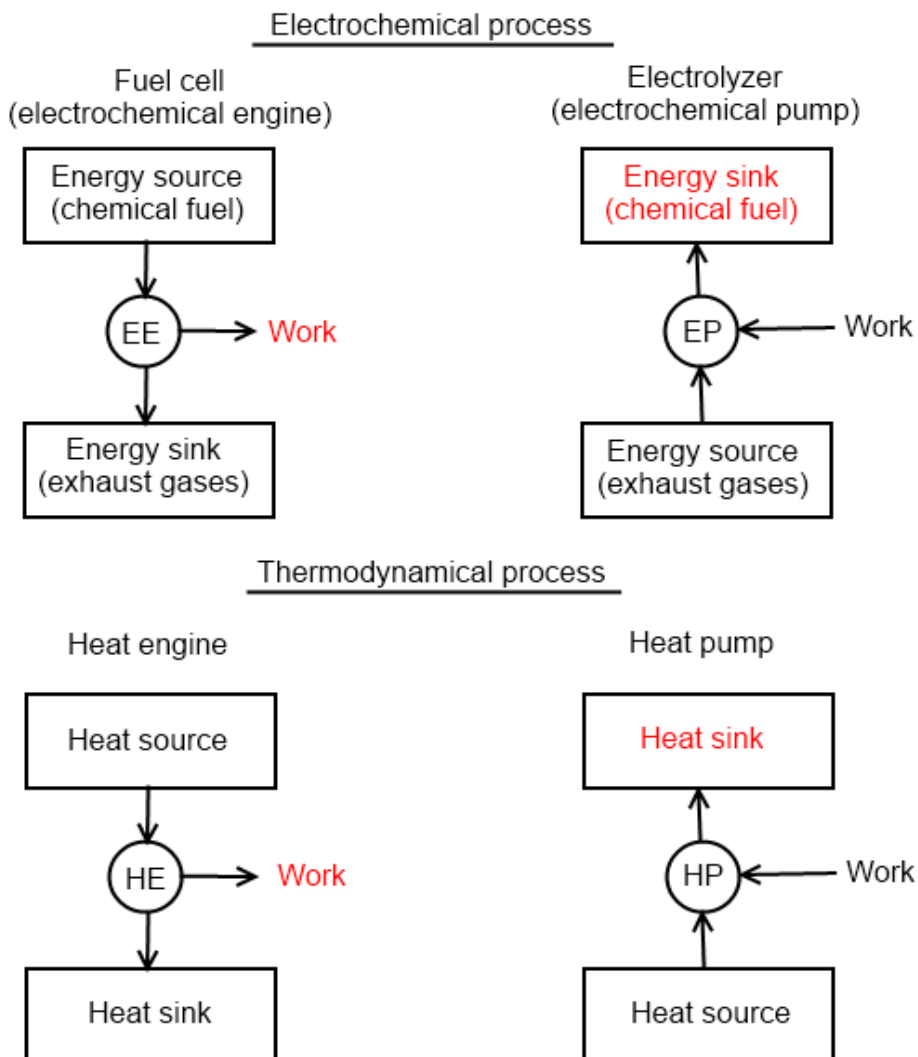 Electrochemical process
Fuel cell
(electrochemical engine)
Energy source
(chemical fuel)
EE
Work
Energy sink
(exhaust gases)
Electrolyzer
(electrochemical pump)
Energy sink
(chemical fuel)
EP
Work
Energy source
(exhaust gases)
Thermodynamical process
Heat engine
Heat source
HE
Work
Heat sink
Heat pump
Heat sink
HP
Work
Heat source